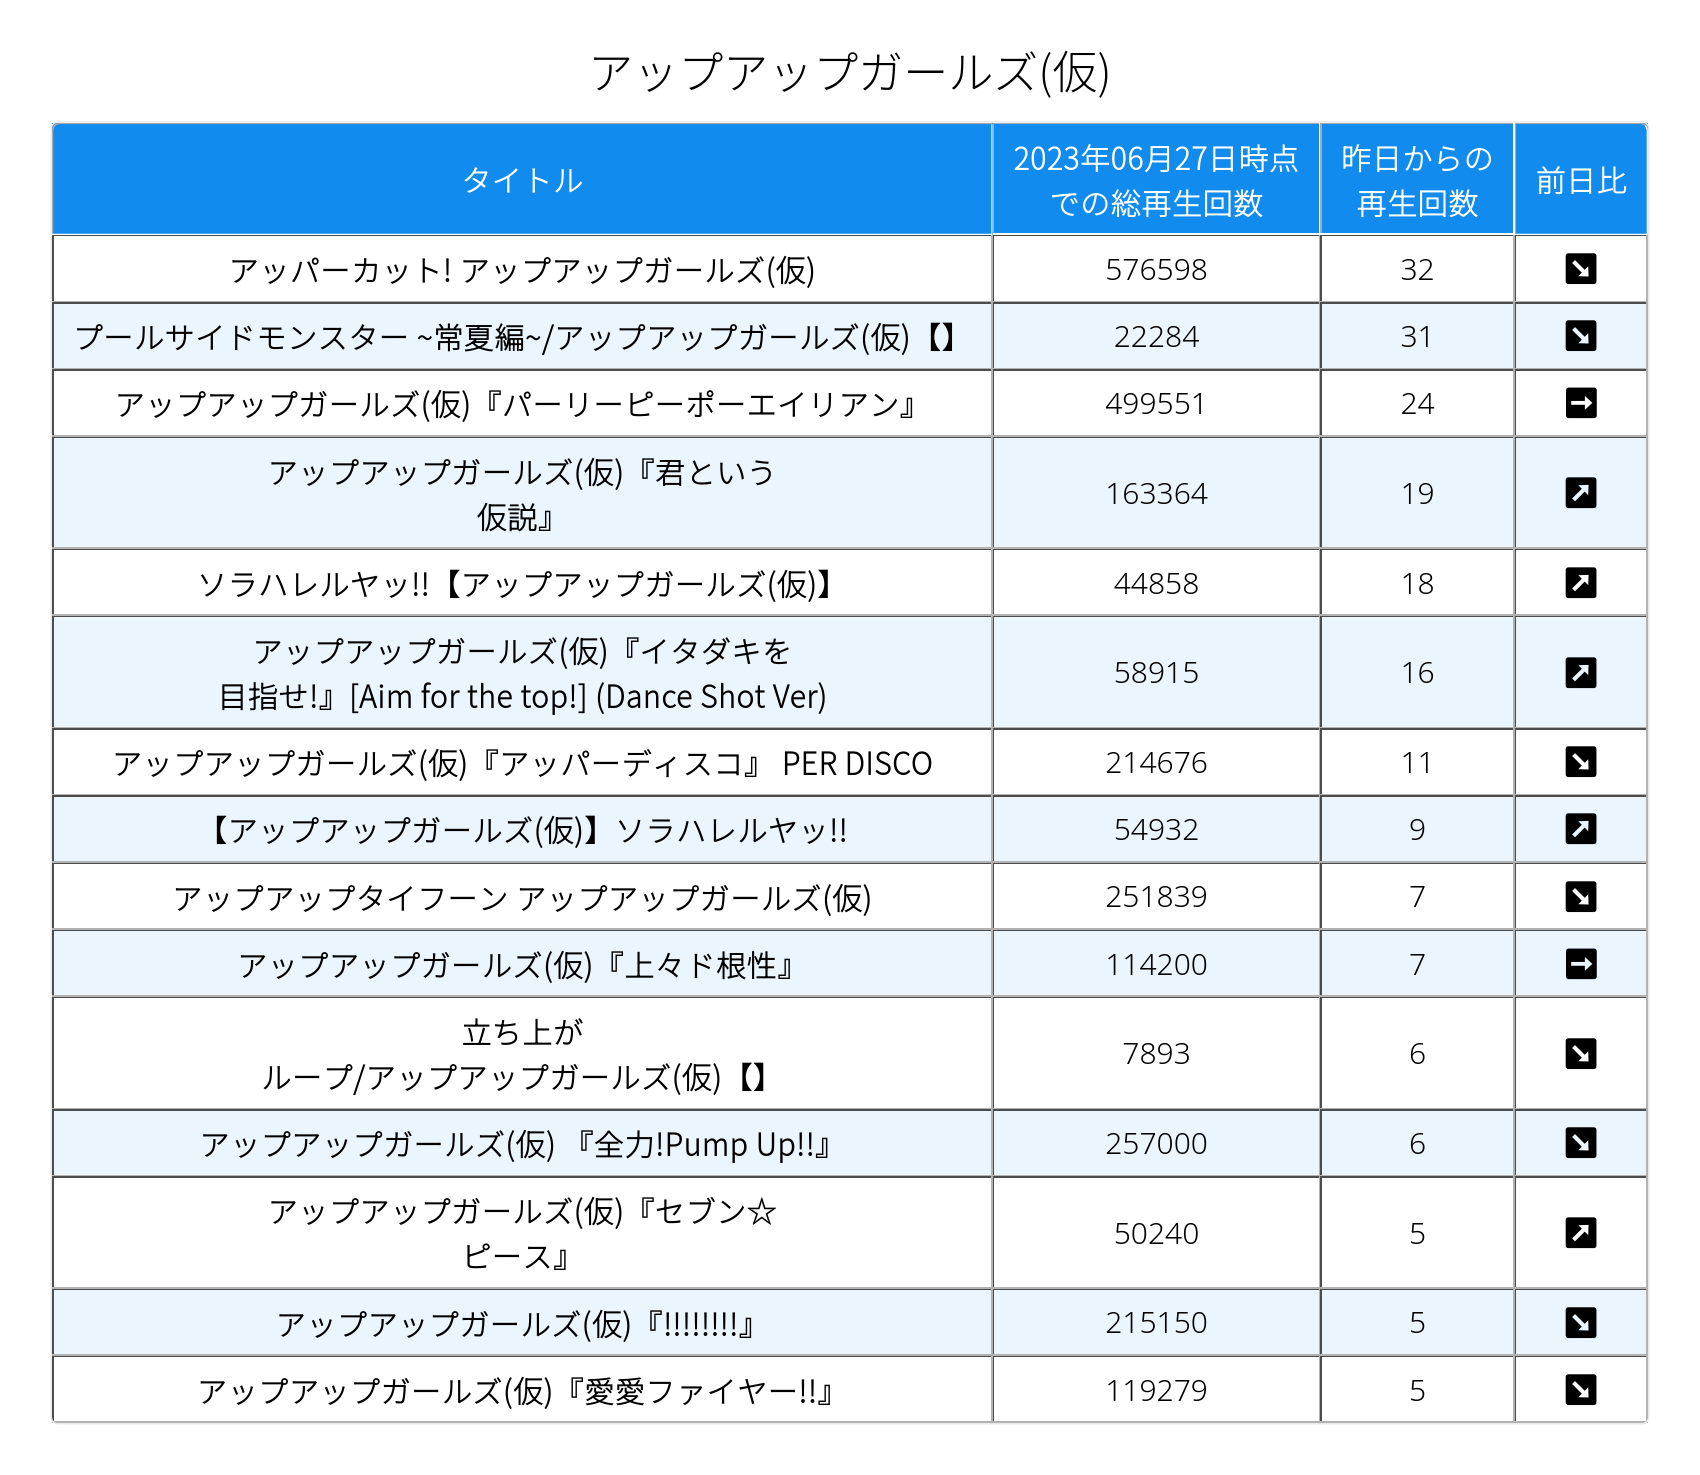 アップアップガールズ(仮)
タイトル 2023年06月27日時点での総再生回数 昨日からの再生回数 前日比
アッパーカット! アップアップガールズ(仮) 576598 32
プールサイドモンスター ~常夏編~/アップアップガールズ(仮)【】 22284 31
アップアップガールズ(仮)『パーリーピーポーエイリアン』 499551 24
アップアップガールズ(仮)『君という
仮説』 163364 19
ソラハレルヤッ!!【アップアップガールズ(仮)】 44858 18
アップアップガールズ(仮)『イタダキを
目指せ!』[Aim for the top!] (Dance Shot Ver) 58915 16
アップアップガールズ(仮)『アッパーディスコ』 PER DISCO 214676 11
【アップアップガールズ(仮)】ソラハレルヤッ!! 54932 9
アップアップタイフーン アップアップガールズ(仮) 251839 7
アップアップガールズ(仮)『上々ド根性』 114200 7
立ち上が
ループ/アップアップガールズ(仮)【】 7893 6
アップアップガールズ(仮) 『全力!Pump Up!!』 257000 6
アップアップガールズ(仮)『セブン☆
ピース』 50240 5
アップアップガールズ(仮)『!!!!!!!!』 215150 5
アップアップガールズ(仮)『愛愛ファイヤー!!』 119279 5